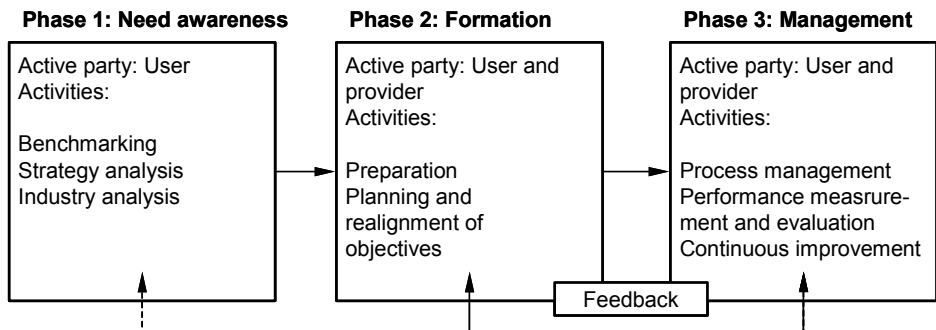 Phase 1: Need awareness
Active party: User
Activities:
Benchmarking
Strategy analysis
Industry analysis
Phase 2: Formation
Active party: User and
provider
Activities:
Preparation
Planning and
realignment of
objectives
Phase 3: Management
Active party: User and
provider
Activities:
Process management
Performance measrure-
ment and evaluation
Continuous improvement
Feedback